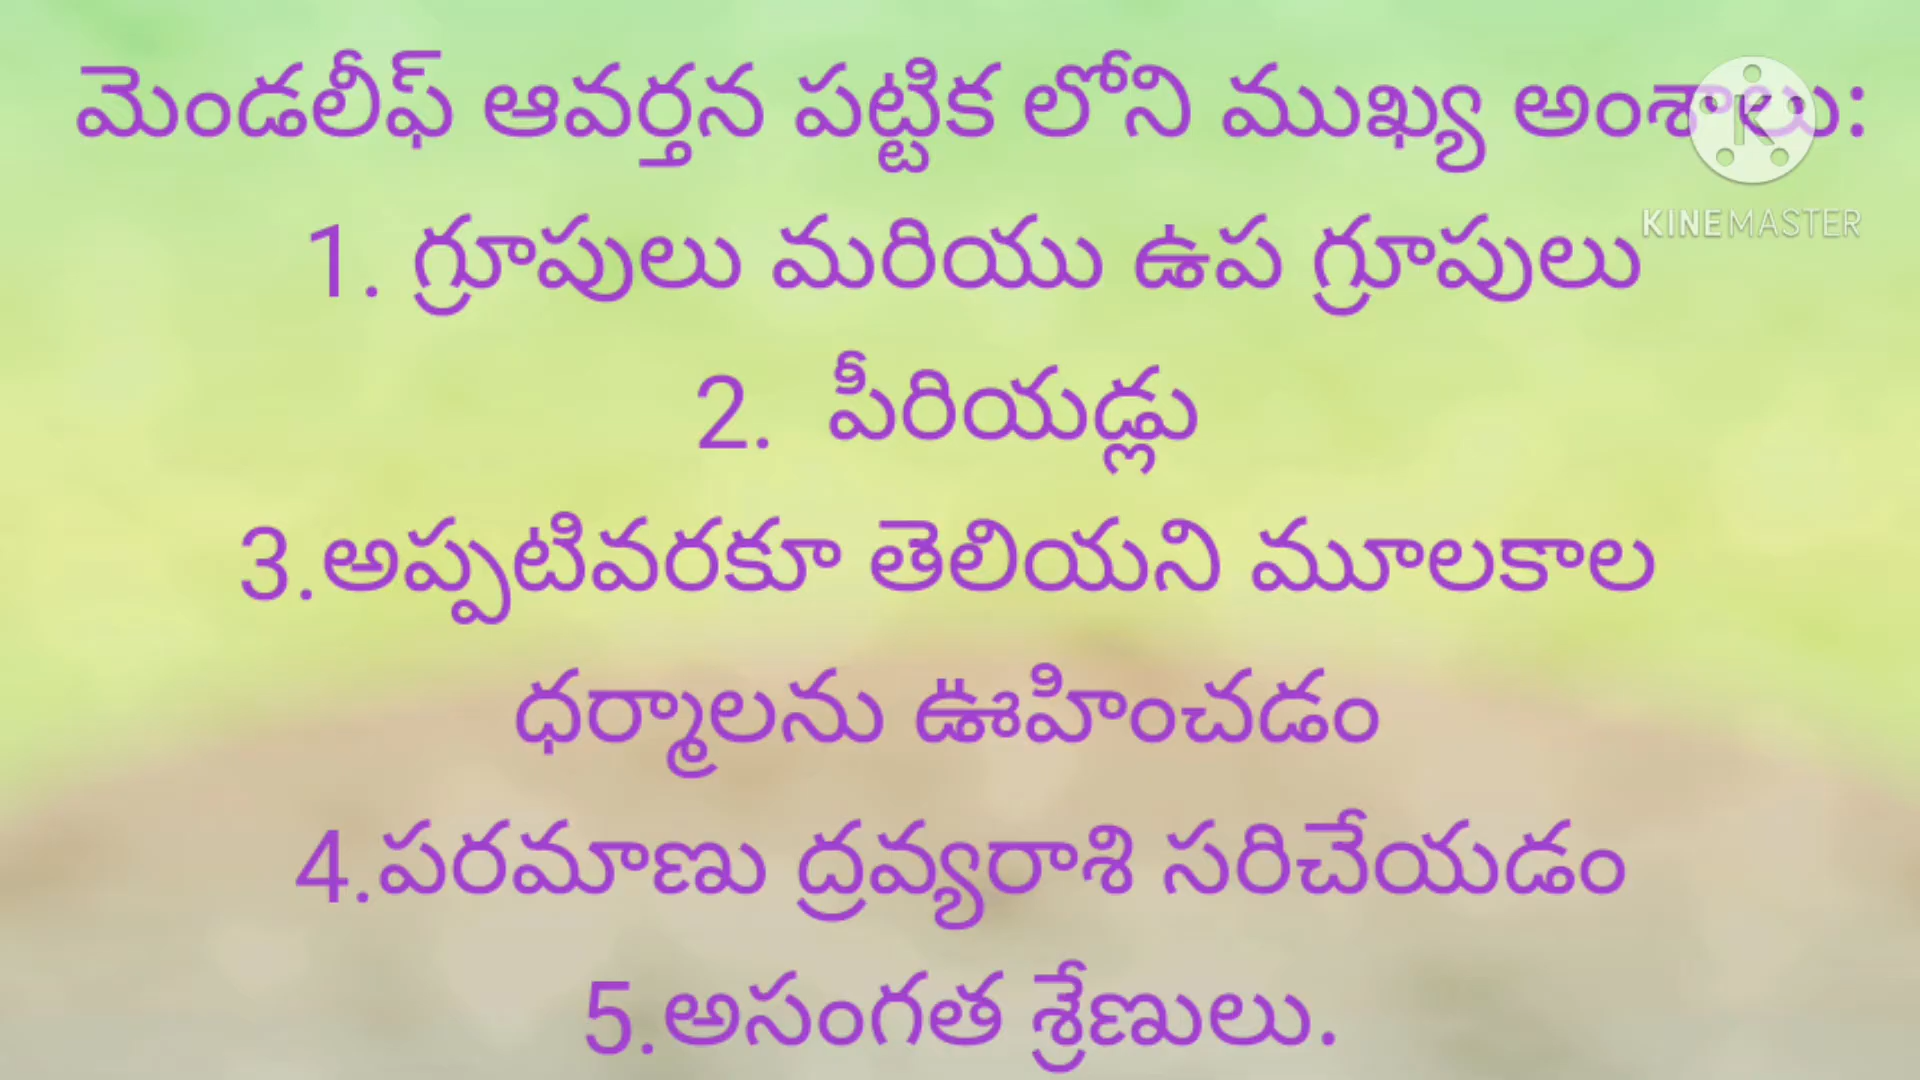 మెండలీఫ్ ఆవర్తన పట్టిక లోని ముఖ్య అంశాలు:
KINEMASTER
1. గ్రూపులు మరియు ఉప గ్రూపులు
2. పీరియడ్లు
3.అప్పటివరకూ తెలియని మూలకాల
ధర్మాలను ఊహించడం
4.పరమాణు ద్రవ్యరాశి సరిచేయడం
5.అసంగత శ్రేణులు.